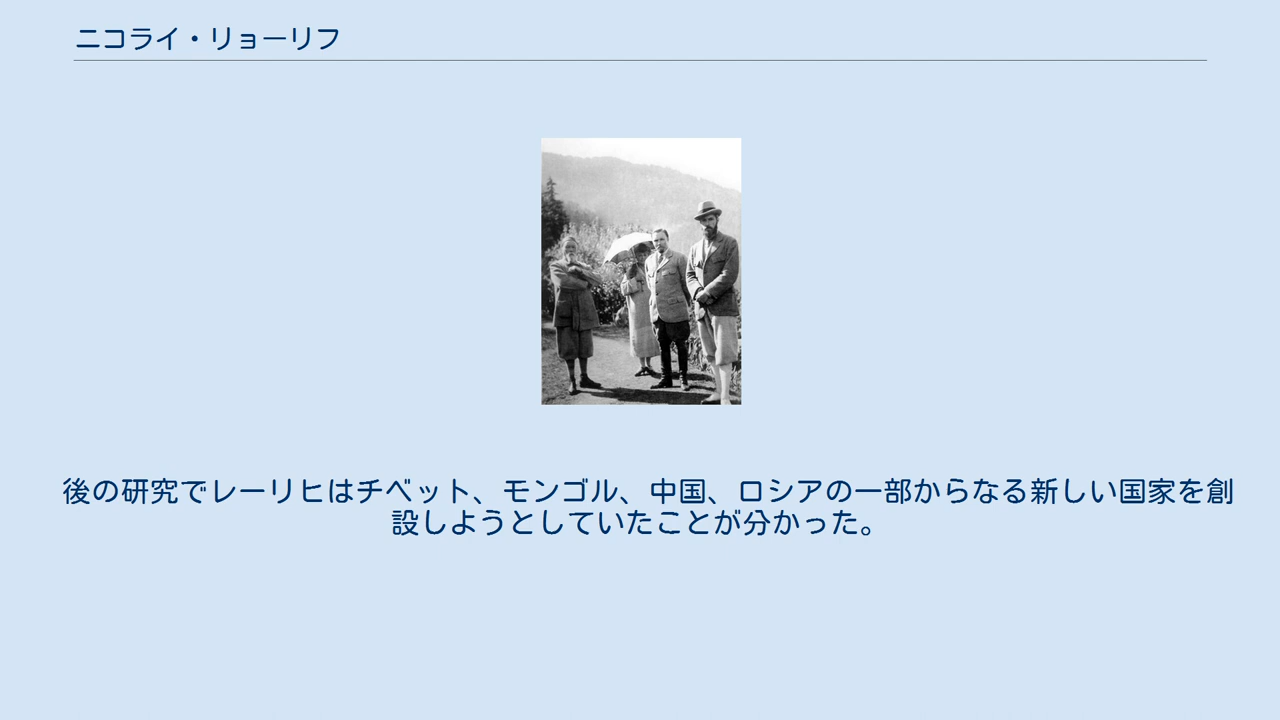 ニコライ・リョーリフ
後の研究でレーリヒはチベット、モンゴル、中国、ロシアの一部からなる新しい国家を創
設しようとしていたことが分かった。